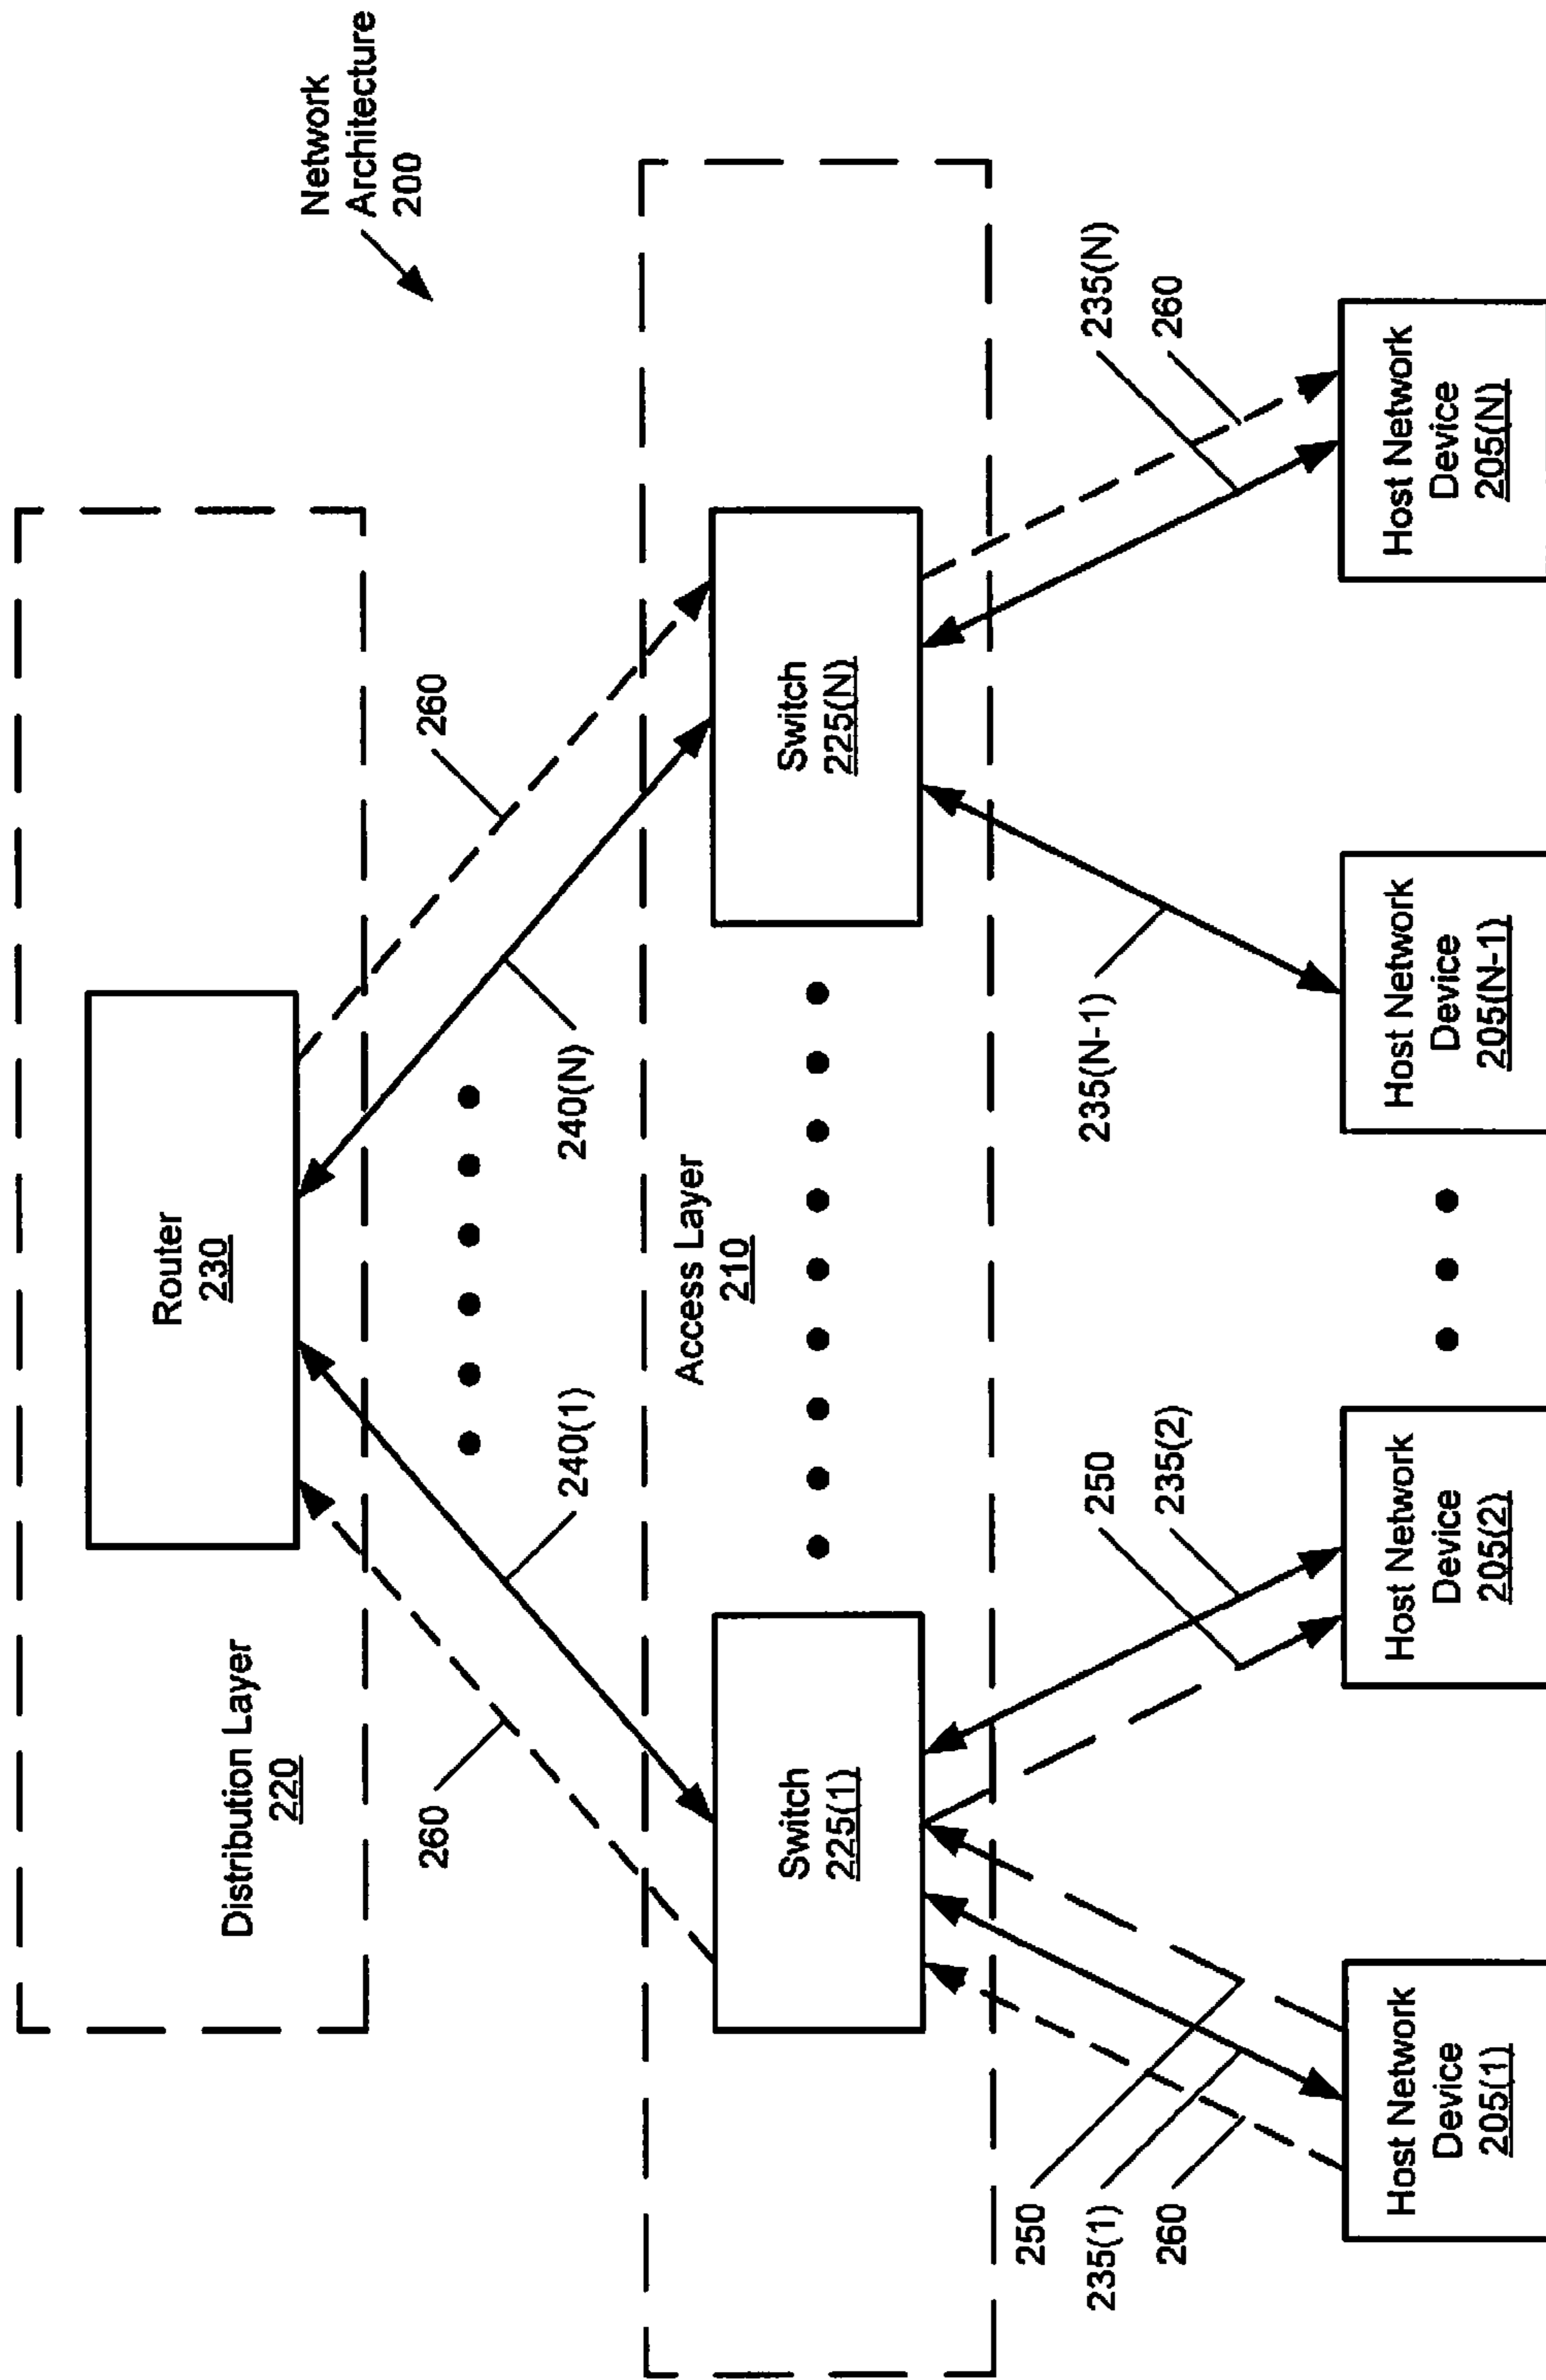 Network
Architecture
200
Router
230
Distribution Layer
220
260
260
240(1)
240(N)
Access Layer
210
Switch
225(1)
Switch
225(N)
250
235(1)
260
250
235(2)
235(N-1)
235(N)
260
Host Network
Device
205(1)
Host Network
Device
205(2)
Host Network
Device
205(N-1)
Host Network
Device
205(N)